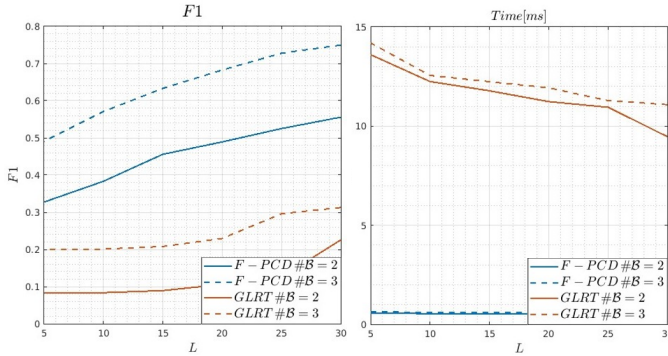 F1
0.8
0.7
0.6
0.5
0.4
0.3
0.2
0.1
0
F1
5
10
15
20
25
30
L
F − PCD #B = 2
F − PCD #B = 3
GLRT #B = 2
GLRT #B = 3
Time[ms]
15
10
5
0
5
10
15
20
25
30
L
F − PCD #B = 2
F − PCD #B = 3
GLRT #B = 2
GLRT #B = 3